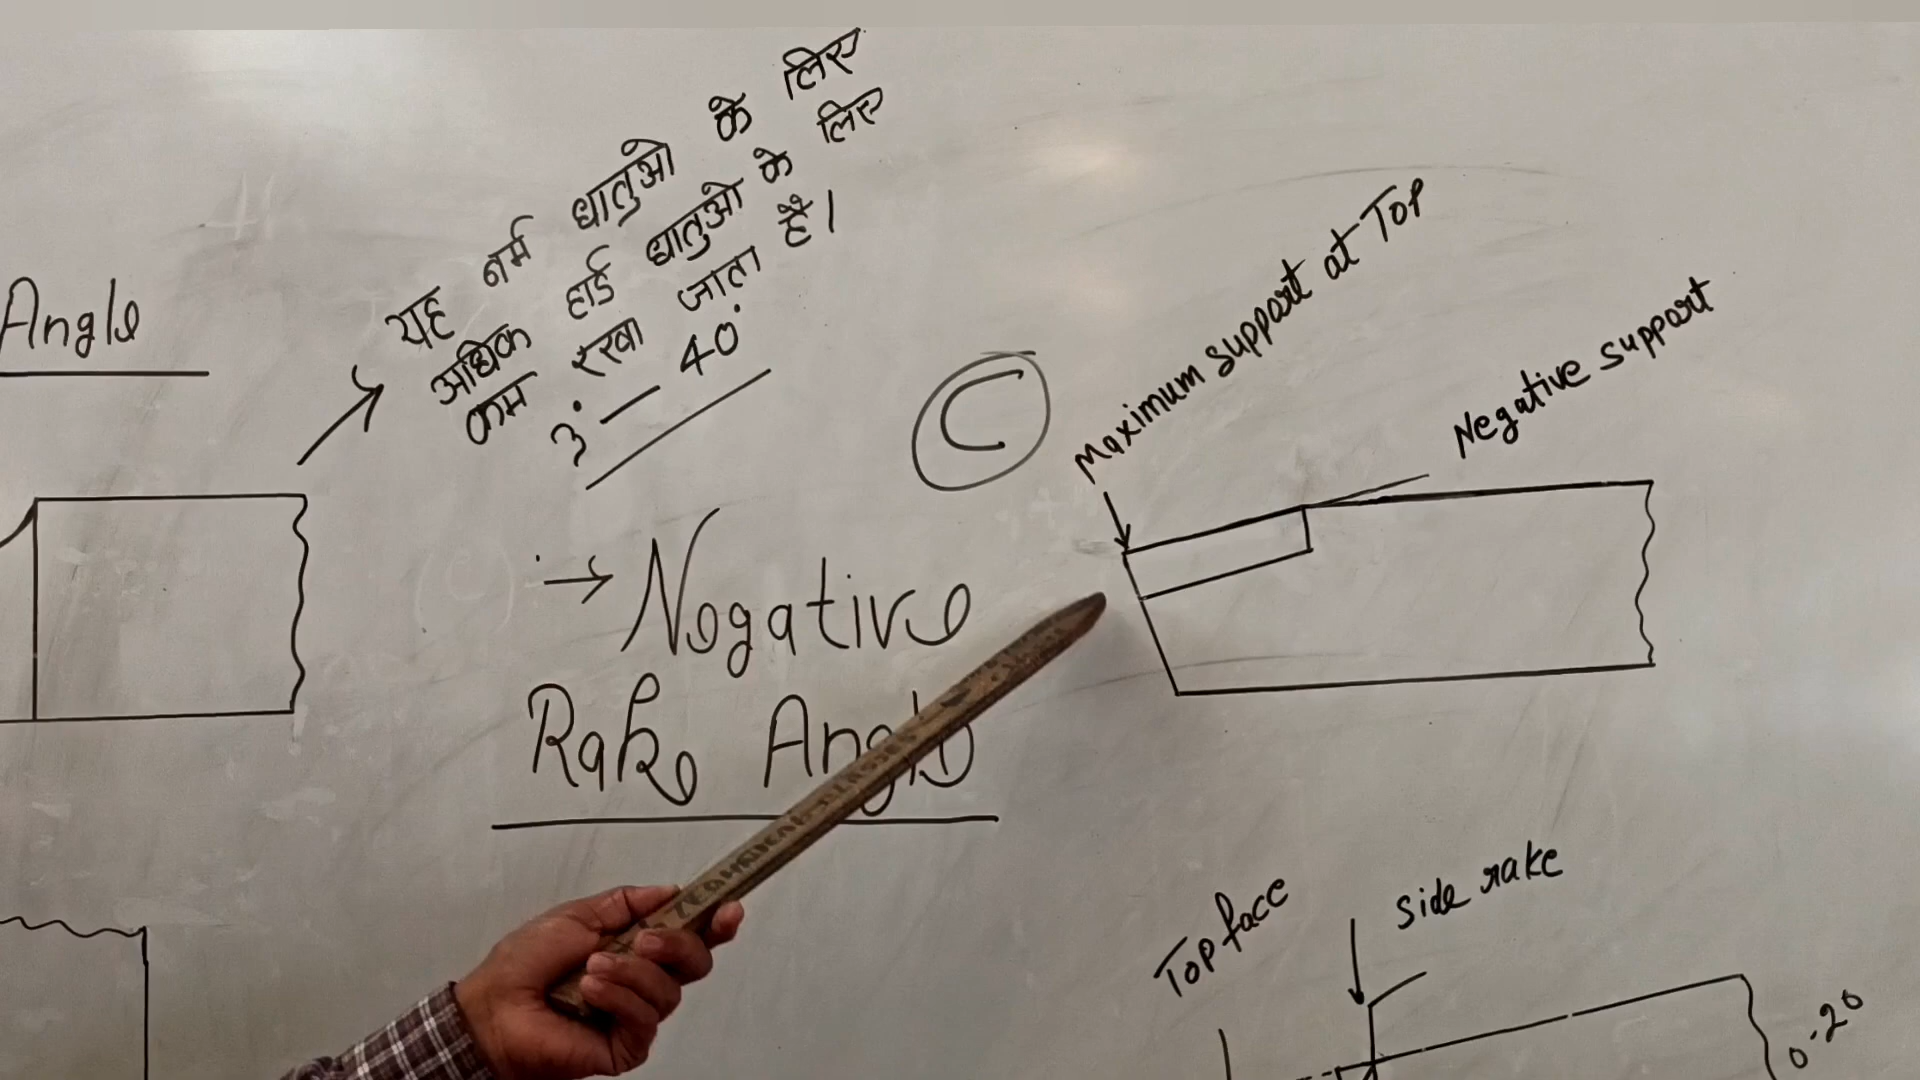 Angle
यह नर्म धातुओ के लिए
अधिक हार्ड धातुओ के लिए
कम रखा जाता है।
3° — 40°
C
→ Negative
Rake Angle
Maximum support at Top
Negative support
Top face
side rake
0-20